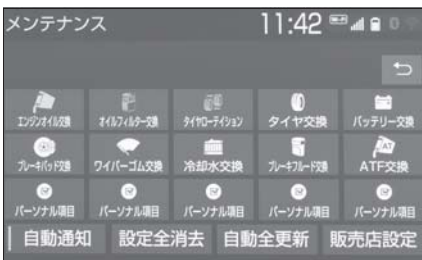 メンテナンス 11:42
エンジンオイル交換 オイルフィルター交換 タイヤローテイション タイヤ交換 バッテリー交換
ブレーキパッド交換 ワイパーゴム交換 冷却水交換 ブレーキフルード交換 ATF交換
パーソナル項目 パーソナル項目 パーソナル項目 パーソナル項目 パーソナル項目
自動通知 設定全消去 自動全更新 販売店設定